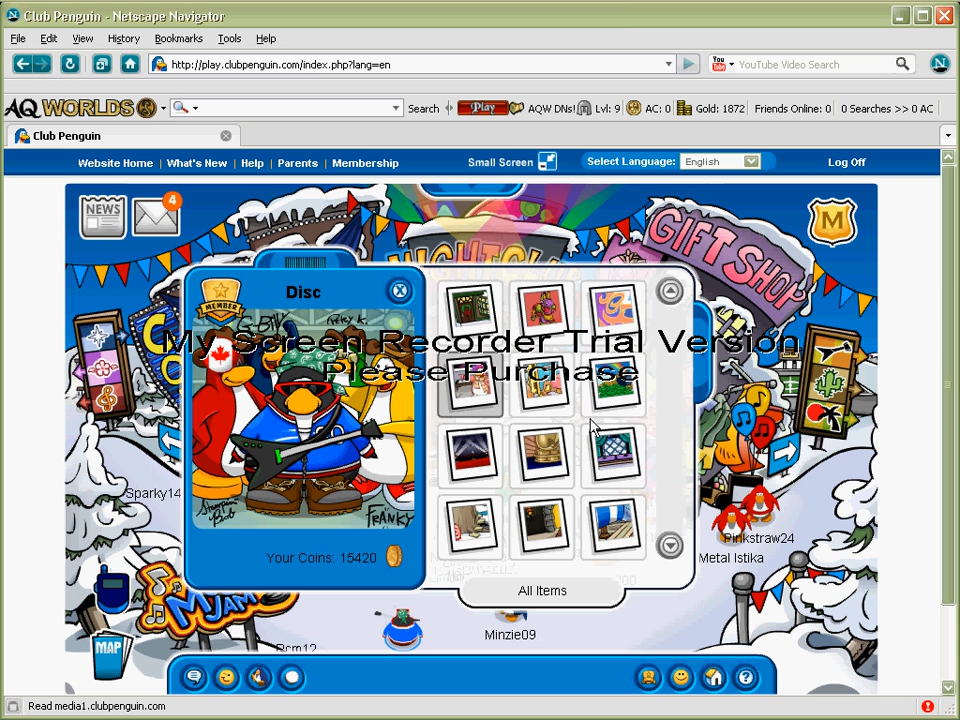 Club Penguin - Netscape Navigator
File Edit View History Bookmarks Tools Help
http://play.clubpenguin.com/index.php?lang=en
You Tube YouTube Video Search
N
AQ WORLDS Search Play AQW DNs! Lvl: 9 AC: 0 Gold: 1872 Friends Online: 0 0 Searches >> 0 AC
Club Penguin
Website Home | What's New | Help | Parents | Membership Small Screen Select Language: English Log Off
NEWS
4
M
GIFT SHOP
NIGHTCLUB
MEMBER
Disc
My Screen Recorder Trial Version
Please Purchase
Sparky14
FRANKY
Your Coins: 15420
All Items
Pinkstraw24
Metal Istika
MAP
Minzie09
Read media1.clubpenguin.com